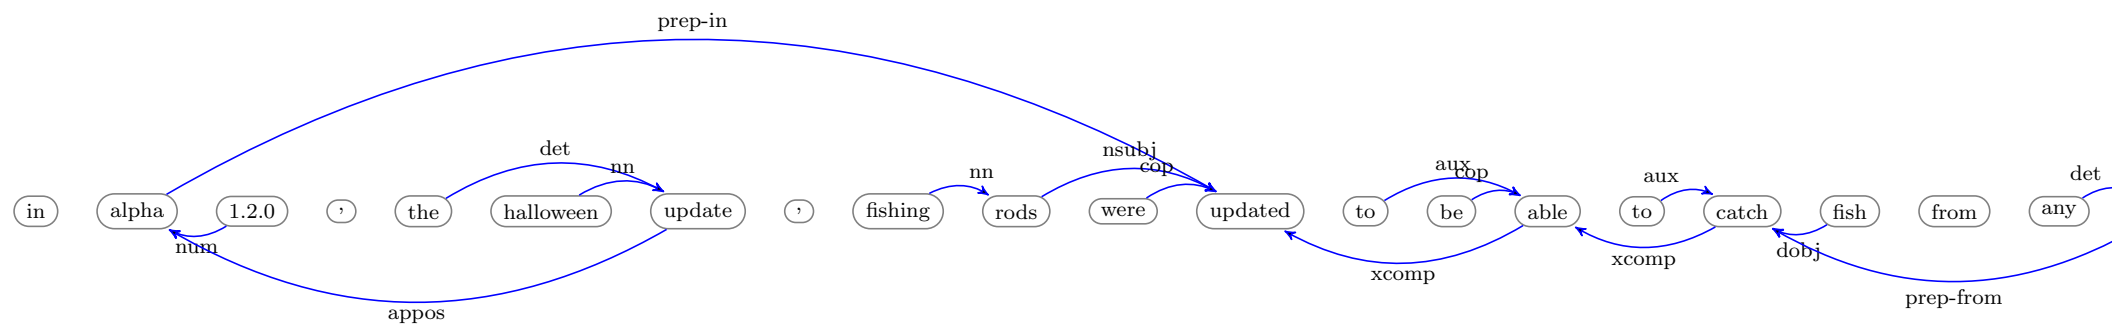 prep-in
det
nn
nn
nsubj
cop
aux
cop
aux
det
in alpha 1.2.0 , the halloween update , fishing rods were updated to be able to catch fish from any
num
appos
xcomp
xcomp
dobj
prep-from